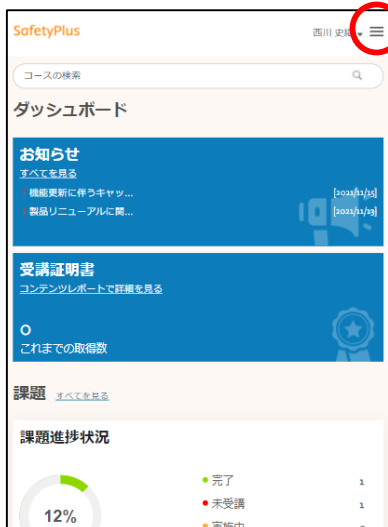 SafetyPlus
西川 史
コースの検索
ダッシュボード
お知らせ
すべてを見る
! 機能更新に伴うキャッ... [2021/11/15]
! 製品リニューアルに関... [2021/11/13]
受講証明書
コンテンツレポートで詳細を見る
0
これまでの取得数
課題 すべてを見る
課題進捗状況
完了 1
未受講 1
12%
実施中